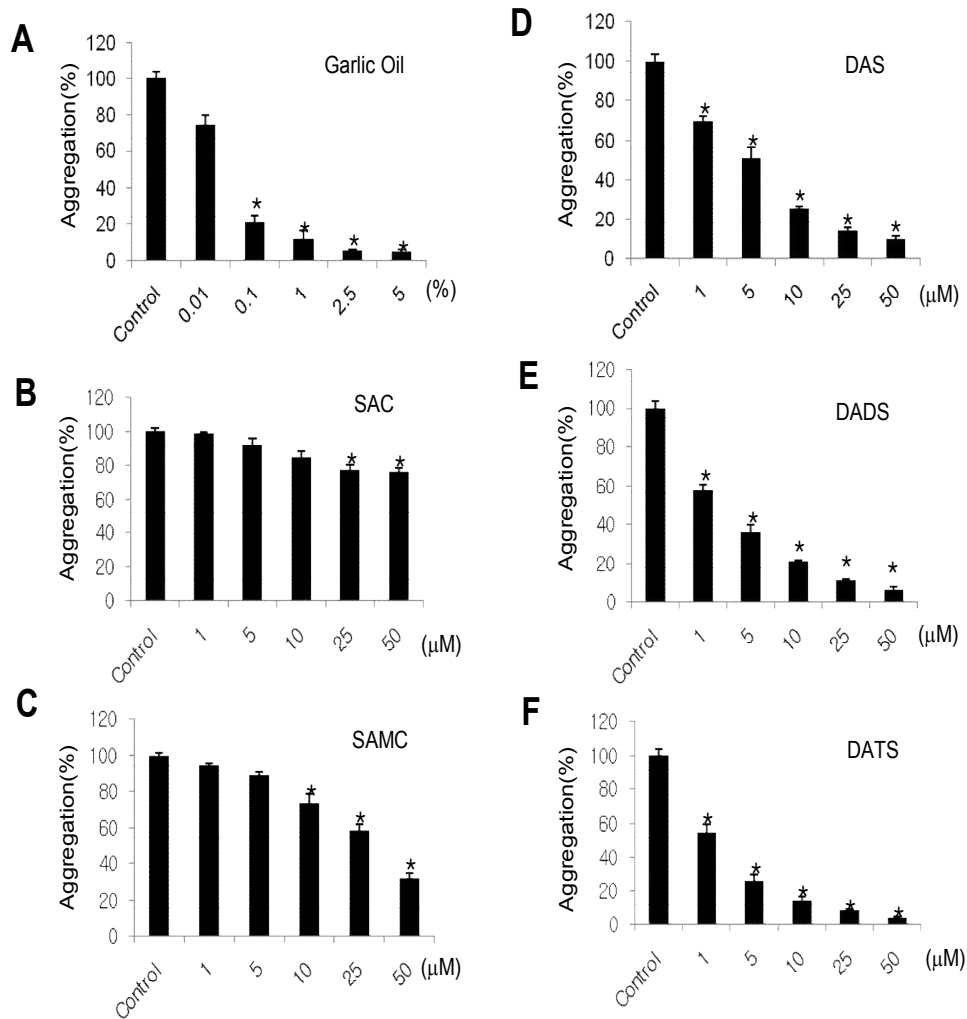 A
Garlic Oil
Aggregation(%)
120
100
80
60
40
20
0
Control 0.01 0.1 1 2.5 5 (%)
B
SAC
Aggregation(%)
120
100
80
60
40
20
0
Control 1 5 10 25 50 (μM)
C
SAMC
Aggregation(%)
120
100
80
60
40
20
0
Control 1 5 10 25 50 (μM)
D
DAS
Aggregation(%)
120
100
80
60
40
20
0
Control 1 5 10 25 50 (μM)
E
DADS
Aggregation(%)
120
100
80
60
40
20
0
Control 1 5 10 25 50 (μM)
F
DATS
Aggregation(%)
120
100
80
60
40
20
0
Control 1 5 10 25 50 (μM)